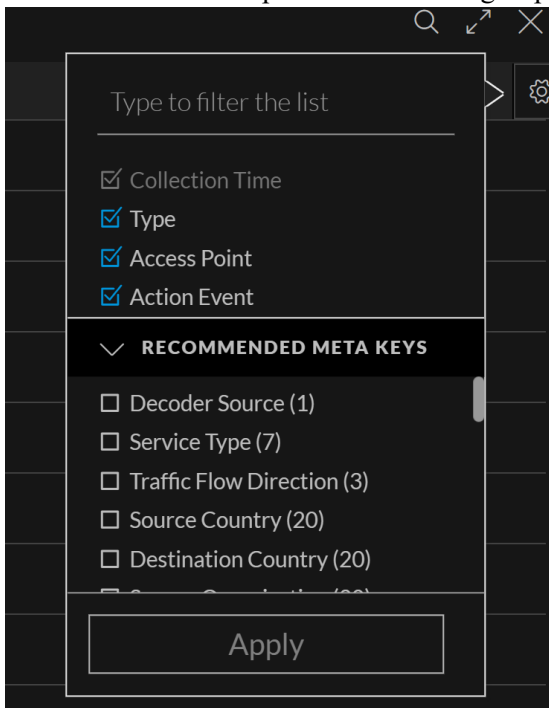 Type to filter the list
Collection Time
Type
Access Point
Action Event
RECOMMENDED META KEYS
Decoder Source (1)
Service Type (7)
Traffic Flow Direction (3)
Source Country (20)
Destination Country (20)
Apply